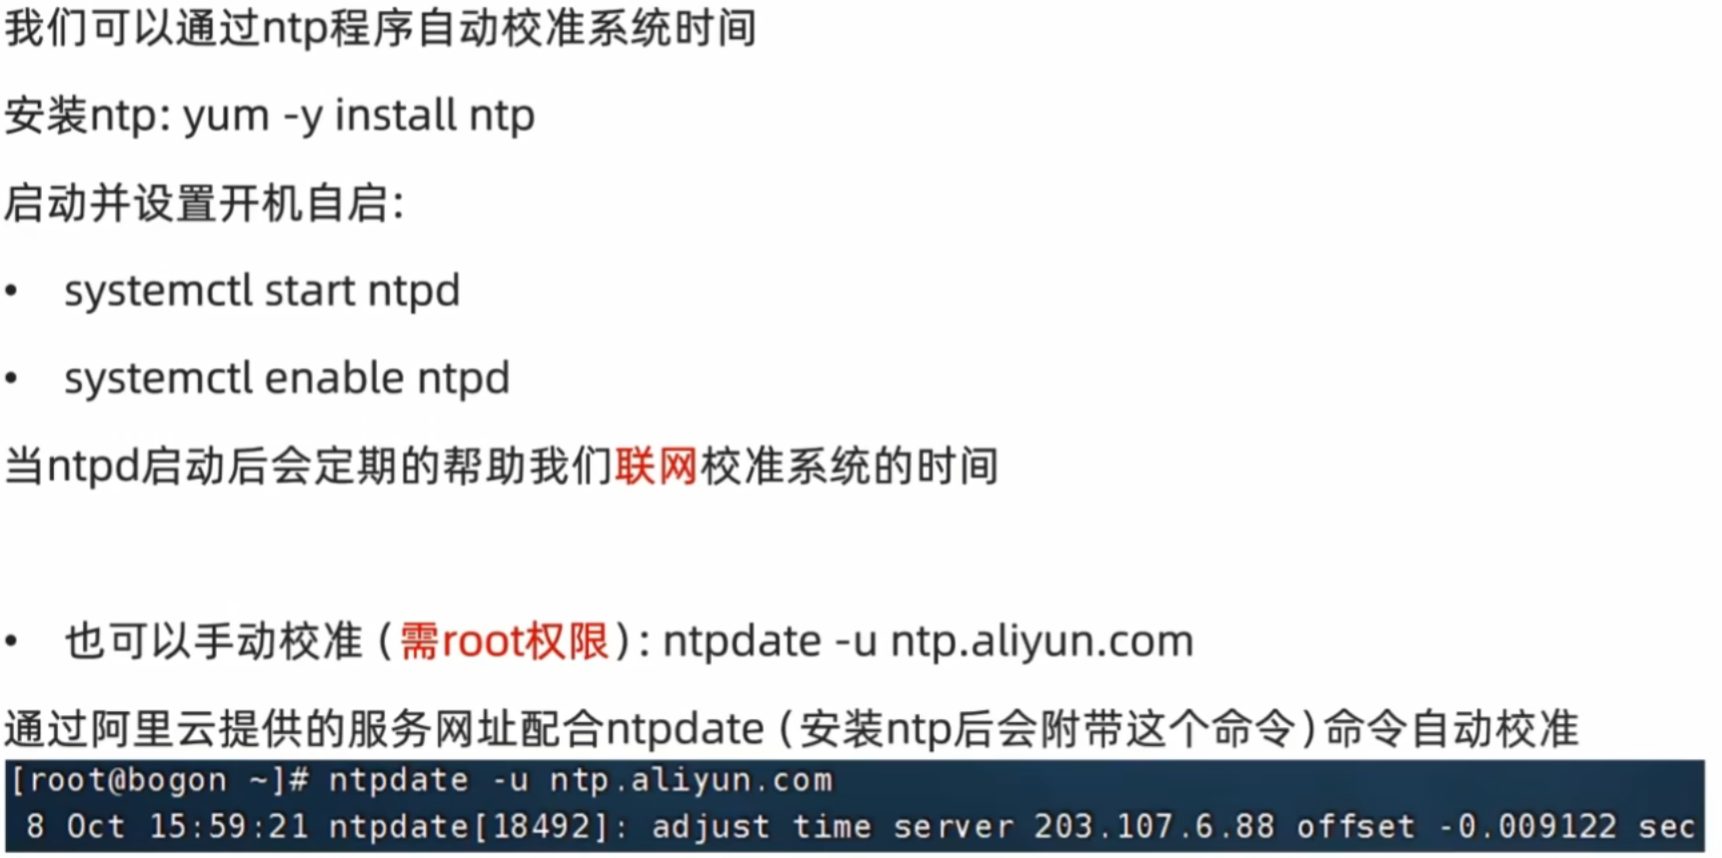 我们可以通过ntp程序自动校准系统时间
安装ntp: yum -y install ntp
启动并设置开机自启：
• systemctl start ntpd
• systemctl enable ntpd
当ntpd启动后会定期的帮助我们联网校准系统的时间
• 也可以手动校准（需root权限）: ntpdate -u ntp.aliyun.com
通过阿里云提供的服务网址配合ntpdate（安装ntp后会附带这个命令）命令自动校准
[root@bogon ~]# ntpdate -u ntp.aliyun.com
 8 Oct 15:59:21 ntpdate[18492]: adjust time server 203.107.6.88 offset -0.009122 sec